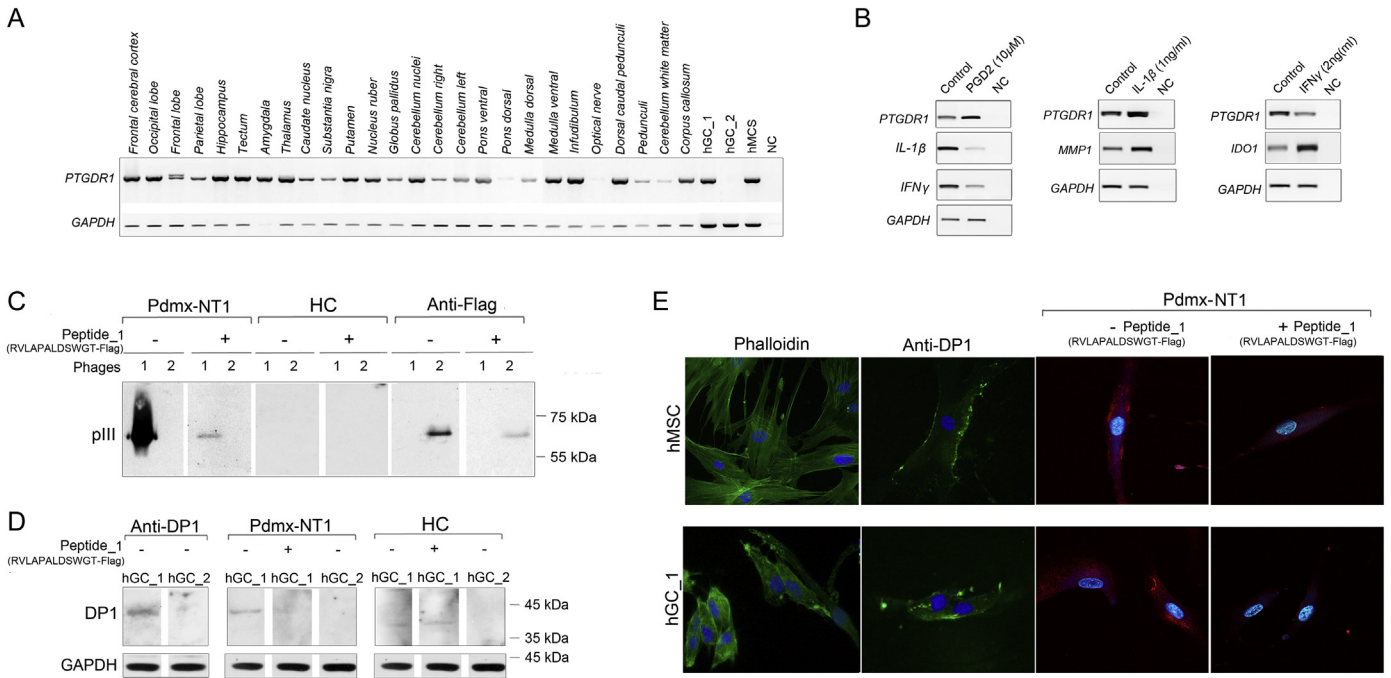 A
Frontal cerebral cortex
Occipital lobe
Frontal lobe
Parietal lobe
Hippocampus
Tectum
Amygdala
Thalamus
Caudate nucleus
Substantia nigra
Putamen
Nucleus ruber
Globus pallidus
Cerebellum nuclei
Cerebellum right
Cerebellum left
Pons ventral
Pons dorsal
Medulla dorsal
Medulla ventral
Infudibulum
Optical nerve
Dorsal caudal pedunculi
Pedunculi
Cerebellum white matter
Corpus callosum
hGC_1
hGC_2
hMCS
NC
PTGDR1
GAPDH
B
Control
PGD2 (10µM)
NC
PTGDR1
IL-1β
IFNγ
GAPDH
Control
IL-1β (1ng/ml)
NC
PTGDR1
MMP1
GAPDH
Control
IFNγ (2ng(ml)
NC
PTGDR1
IDO1
GAPDH
C
Pdmx-NT1 HC Anti-Flag
Peptide_1 - + - + - +
(RVLAPALDSWGT-Flag)
Phages 1 2 1 2 1 2 1 2 1 2 1 2
75 kDa
pIII
55 kDa
D
Anti-DP1 Pdmx-NT1 HC
Peptide_1 - - - + - - + -
(RVLAPALDSWGT-Flag)
hGC_1 hGC_2 hGC_1 hGC_1 hGC_2 hGC_1 hGC_1 hGC_2
DP1
45 kDa
35 kDa
45 kDa
GAPDH
E
Pdmx-NT1
Phalloidin Anti-DP1 - Peptide_1 + Peptide_1
(RVLAPALDSWGT-Flag) (RVLAPALDSWGT-Flag)
hMSC
hGC_1